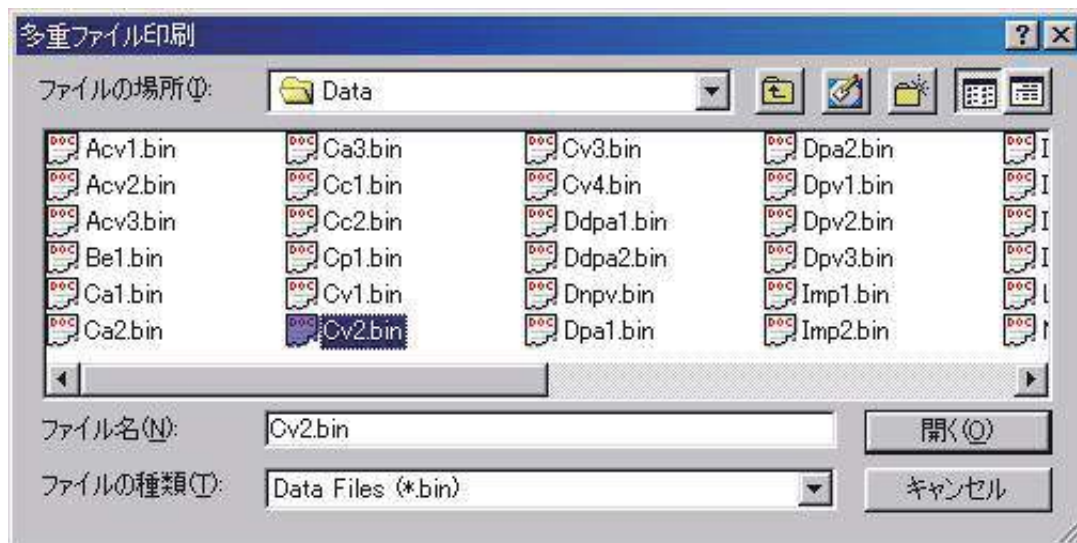 多重ファイル印刷
ファイルの場所(I): Data
Acv1.bin Ca3.bin Cv3.bin Dpa2.bin
Acv2.bin Cc1.bin Cv4.bin Dpv1.bin
Acv3.bin Cc2.bin Ddpa1.bin Dpv2.bin
Be1.bin Cp1.bin Ddpa2.bin Dpv3.bin
Ca1.bin Cv1.bin Dnpv.bin Imp1.bin
Ca2.bin Cv2.bin Dpa1.bin Imp2.bin
ファイル名(N): Cv2.bin 開く(O)
ファイルの種類(T): Data Files (*.bin) キャンセル